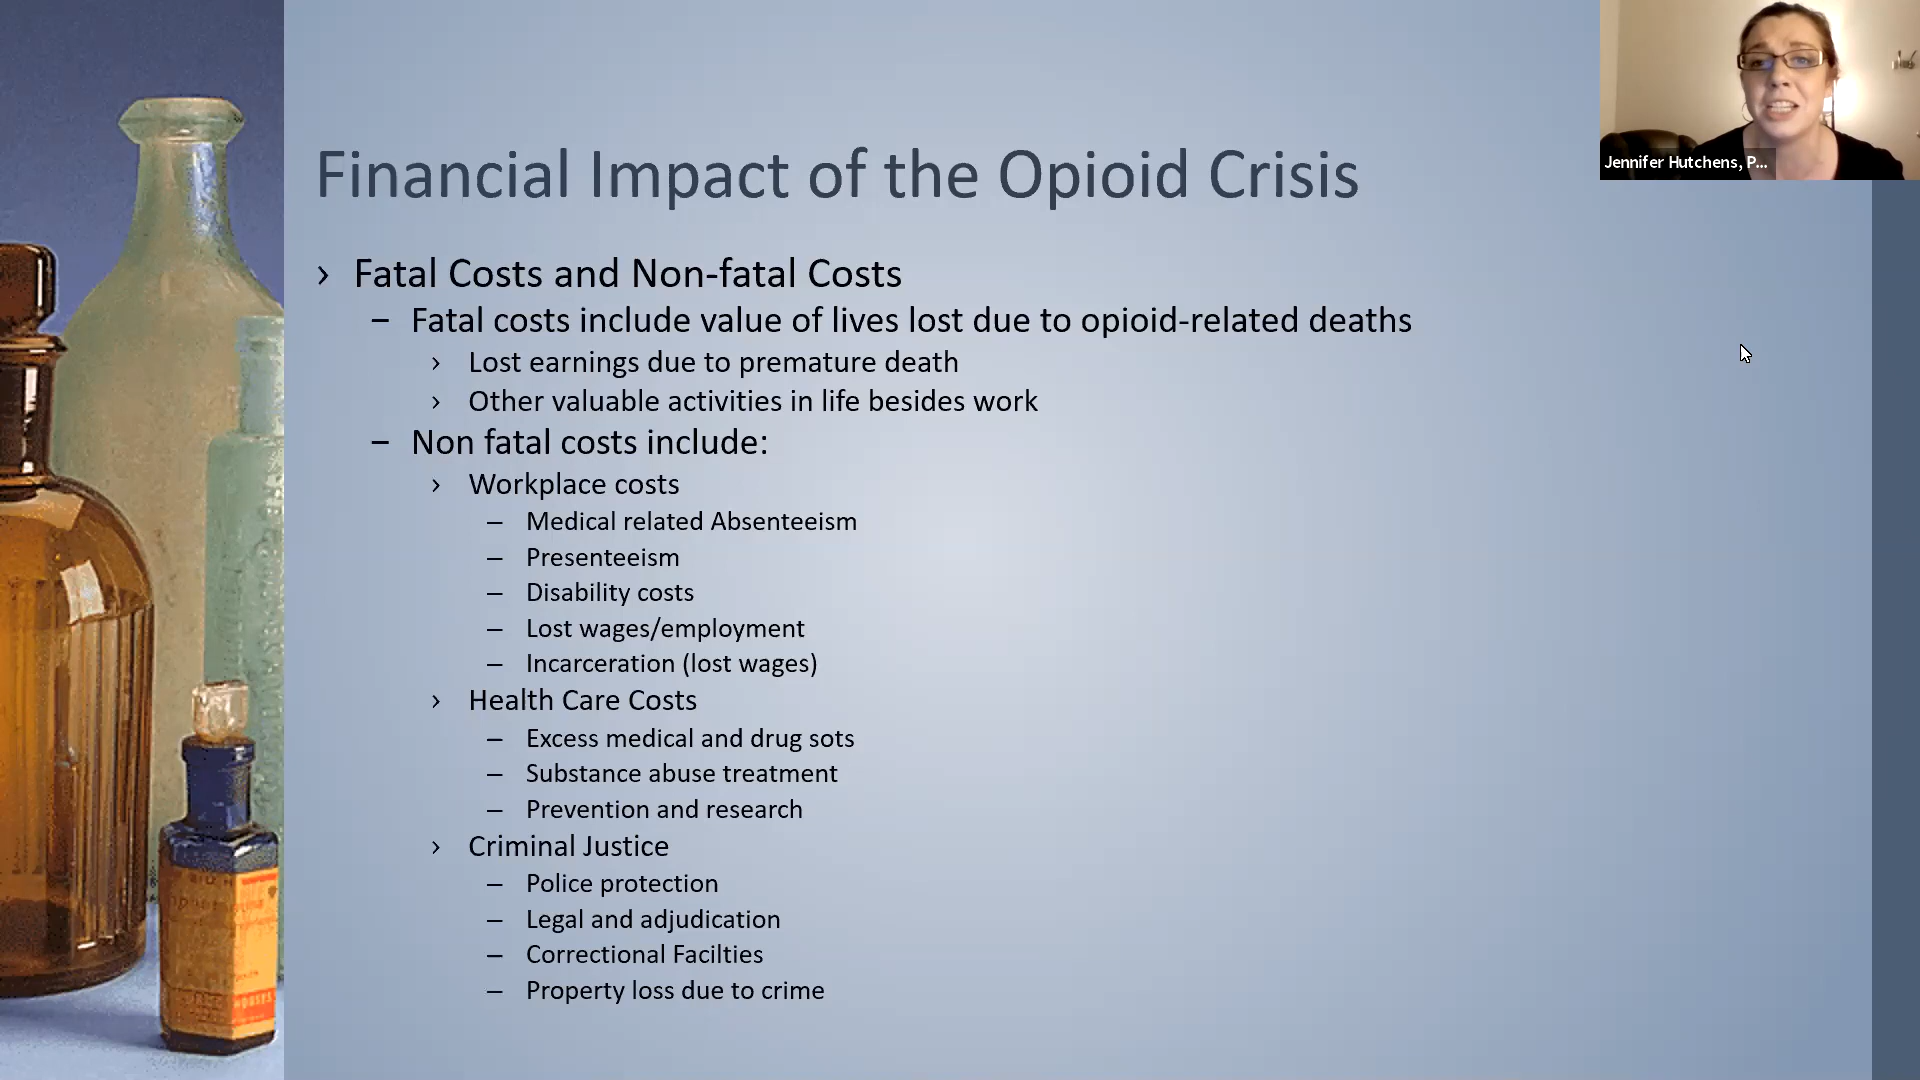 Financial Impact of the Opioid Crisis
Jennifer Hutchens, P...
› Fatal Costs and Non-fatal Costs
– Fatal costs include value of lives lost due to opioid-related deaths
› Lost earnings due to premature death
› Other valuable activities in life besides work
– Non fatal costs include:
› Workplace costs
– Medical related Absenteeism
– Presenteeism
– Disability costs
– Lost wages/employment
– Incarceration (lost wages)
› Health Care Costs
– Excess medical and drug sots
– Substance abuse treatment
– Prevention and research
› Criminal Justice
– Police protection
– Legal and adjudication
– Correctional Facilties
– Property loss due to crime